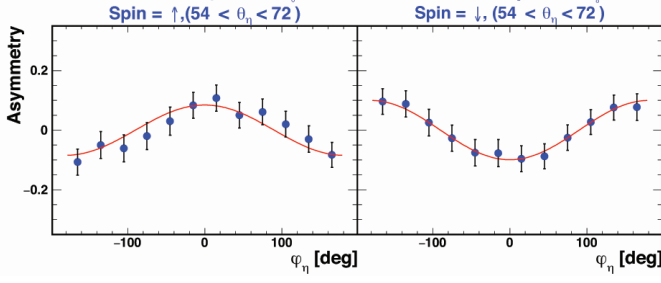 Spin = ↑,(54 < θη <72°)
Spin = ↓, (54 < θη <72°)
Asymmetry
0.2
0
−0.2
−100 0 100
−100 0 100
φη [deg]
φη [deg]